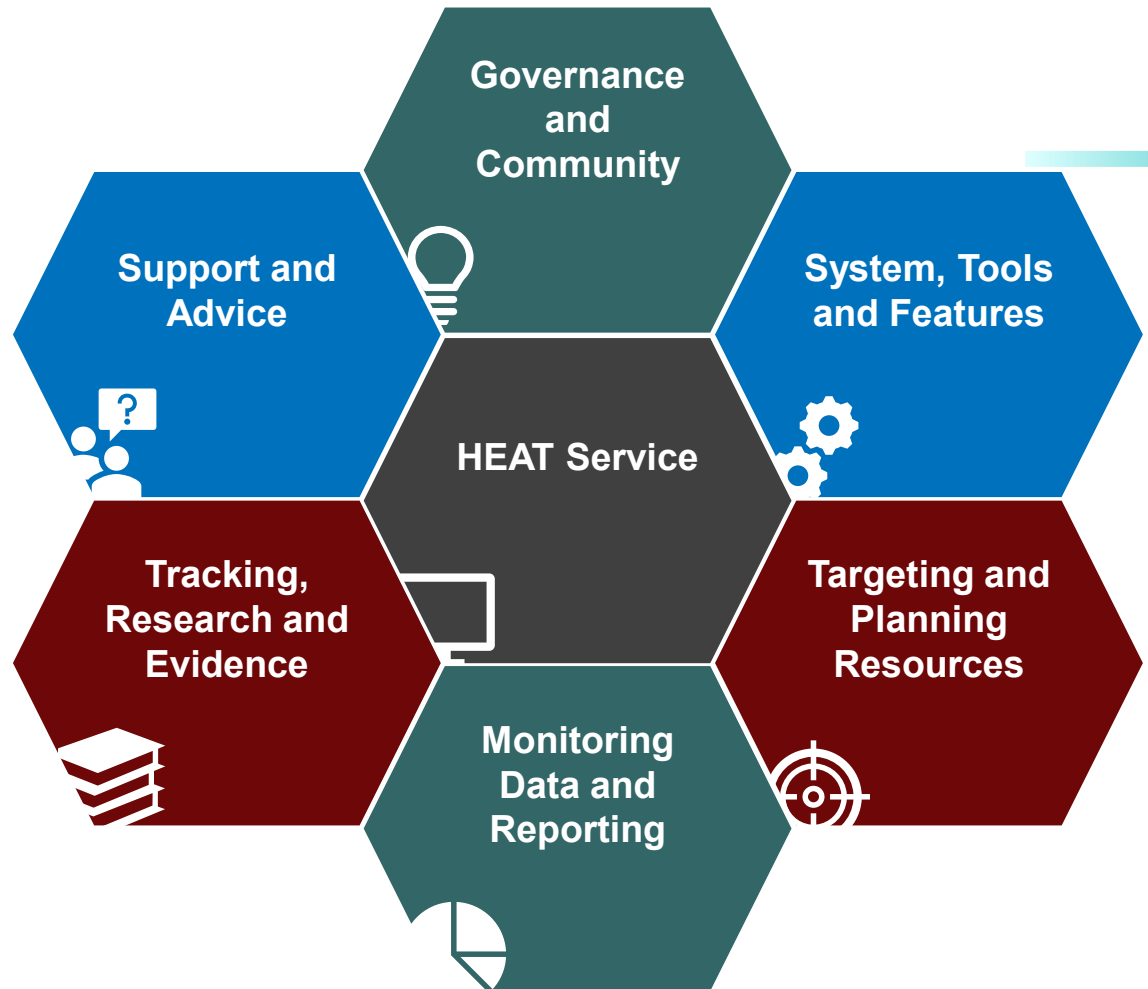 Governance
and
Community
Support and
Advice
System, Tools
and Features
?
HEAT Service
Tracking,
Research and
Evidence
Targeting and
Planning
Resources
Monitoring
Data and
Reporting